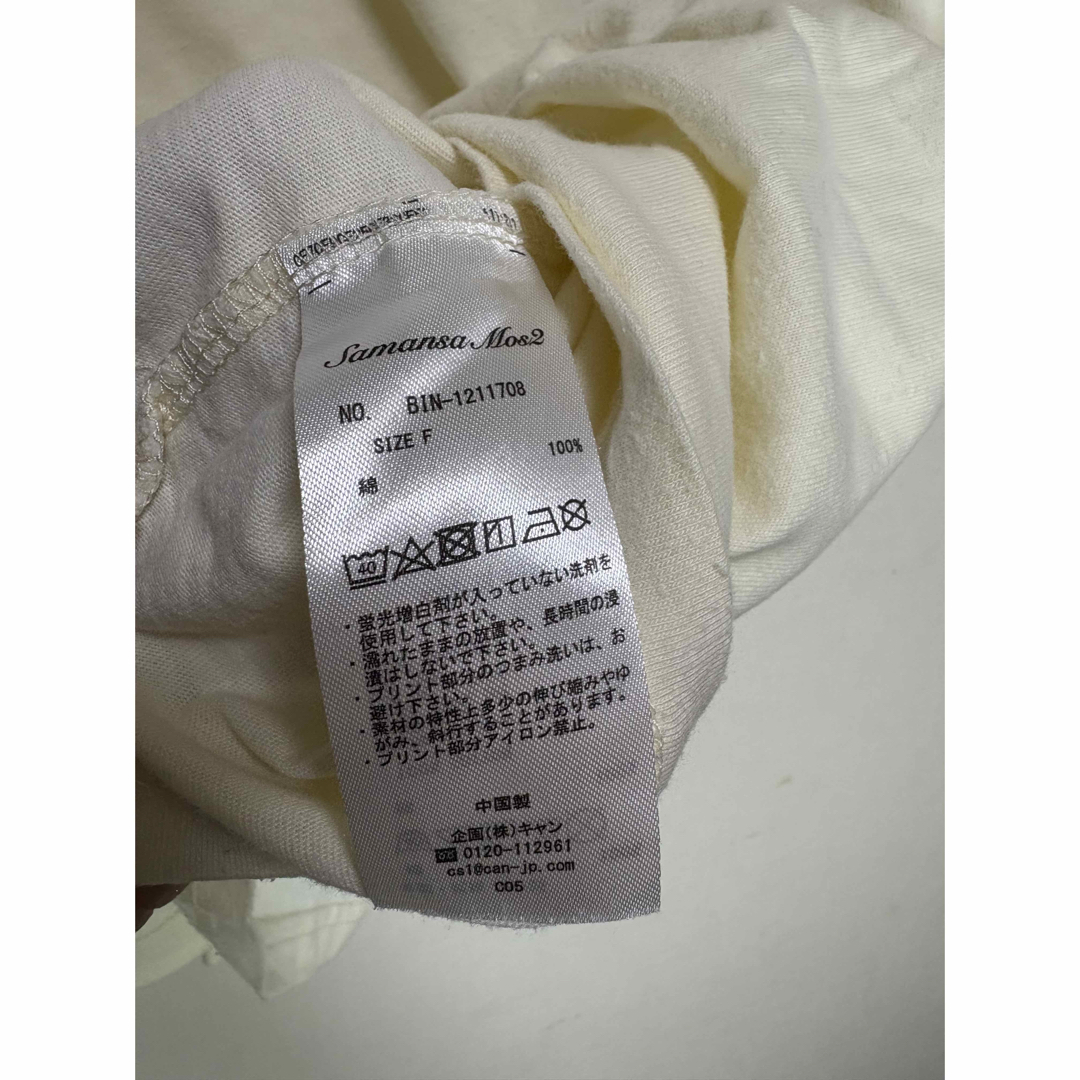 Samansa Mos2
NO. BIN-1211708
SIZE F
綿 100%
40
・蛍光増白剤が入っていない洗剤を
使用して下さい。
・濡れたままの放置や、長時間の浸
漬はしないで下さい。
・プリント部分のつまみ洗いは、お
避け下さい。
・素材の特性上多少の伸び縮みやゆ
がみ、斜行することがあります。
・プリント部分アイロン禁止。
中国製
企画(株)キャン
0120-112961
csl@can-jp.com
C05